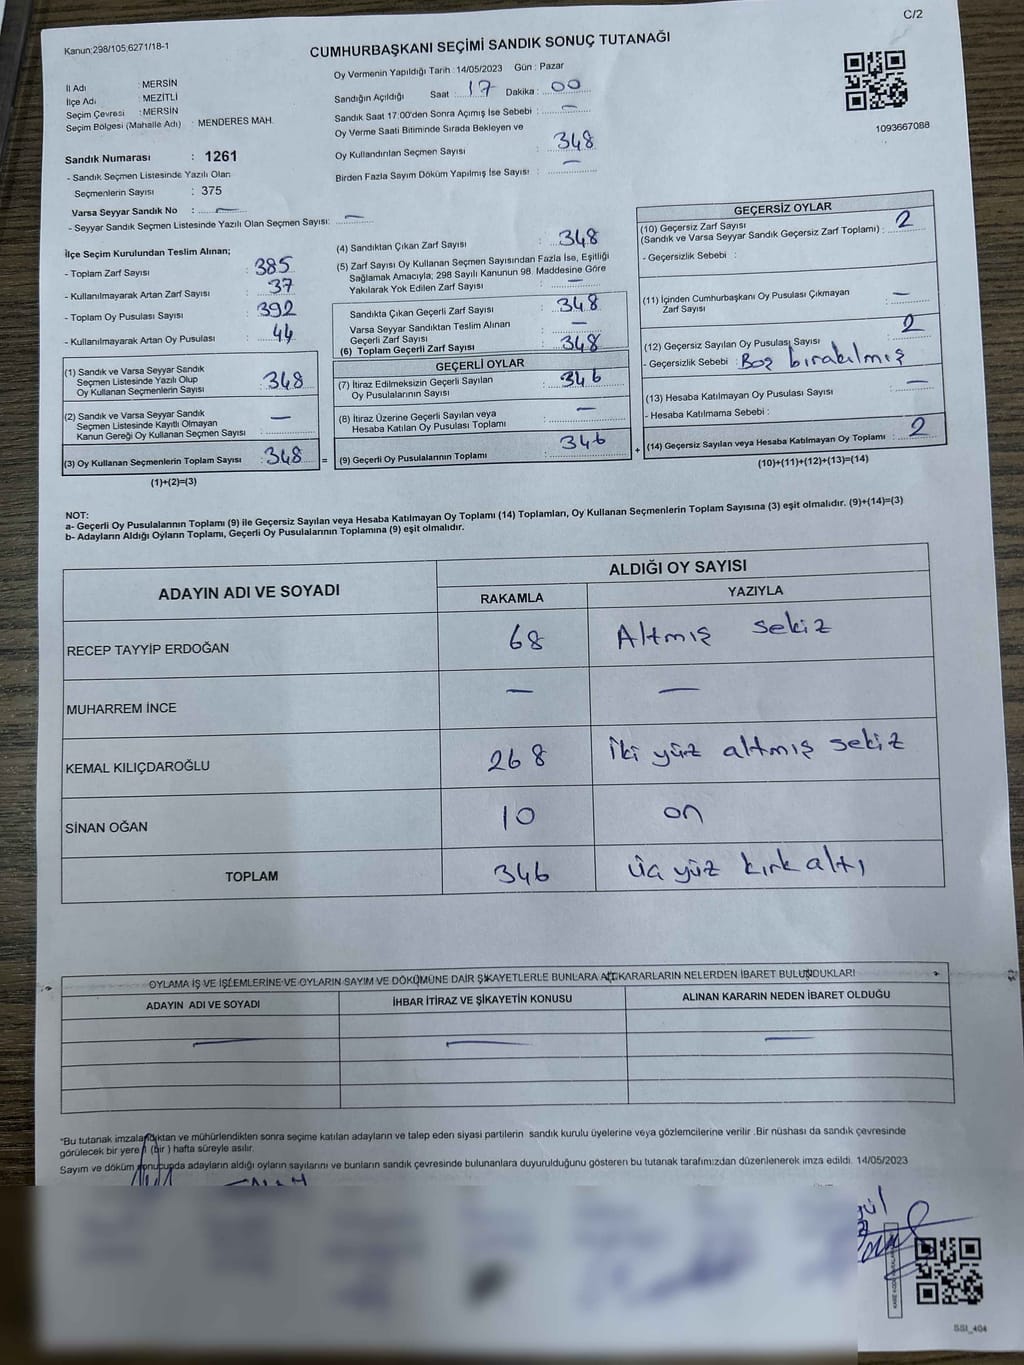 C/2
Kanun;298/105,6271/18-1
CUMHURBAŞKANI SEÇİMİ SANDIK SONUÇ TUTANAĞI
İl Adı : MERSİN
İlçe Adı : MEZİTLİ
Seçim Çevresi : MERSİN
Seçim Bölgesi (Mahalle Adı) : MENDERES MAH.
Sandık Numarası : 1261
- Sandık Seçmen Listesinde Yazılı Olan
Seçmenlerin Sayısı : 375
Varsa Seyyar Sandık No : —
- Seyyar Sandık Seçmen Listesinde Yazılı Olan Seçmen Sayısı: —
Oy Vermenin Yapıldığı Tarih : 14/05/2023 Gün : Pazar
Sandığın Açıldığı Saat : 17 Dakika : 00
Sandık Saat 17:00'den Sonra Açımış İse Sebebi : —
Oy Verme Saati Bitiminde Sırada Bekleyen ve
Oy Kullandırılan Seçmen Sayısı : 348
Birden Fazla Sayım Döküm Yapılmış İse Sayısı : —
1093667088
İlçe Seçim Kurulundan Teslim Alınan;
- Toplam Zarf Sayısı : 385
- Kullanılmayarak Artan Zarf Sayısı : 37
- Toplam Oy Pusulası Sayısı : 392
- Kullanılmayarak Artan Oy Pusulası : 44
(1) Sandık ve Varsa Seyyar Sandık
Seçmen Listesinde Yazılı Olup
Oy Kullanan Seçmenlerin Sayısı : 348
(2) Sandık ve Varsa Seyyar Sandık
Seçmen Listesinde Kayıtlı Olmayan
Kanun Gereği Oy Kullanan Seçmen Sayısı : —
(3) Oy Kullanan Seçmenlerin Toplam Sayısı : 348 =
(1)+(2)=(3)
(4) Sandıktan Çıkan Zarf Sayısı : 348
(5) Zarf Sayısı Oy Kullanan Seçmen Sayısından Fazla İse, Eşitliği
Sağlamak Amacıyla; 298 Sayılı Kanunun 98. Maddesine Göre
Yakılarak Yok Edilen Zarf Sayısı : —
Sandıkta Çıkan Geçerli Zarf Sayısı : 348
Varsa Seyyar Sandıktan Teslim Alınan
Geçerli Zarf Sayısı : —
(6) Toplam Geçerli Zarf Sayısı : 348
GEÇERLİ OYLAR
(7) İtiraz Edilmeksizin Geçerli Sayılan
Oy Pusulalarının Sayısı : 346
(8) İtiraz Üzerine Geçerli Sayılan veya
Hesaba Katılan Oy Pusulası Toplamı : —
(9) Geçerli Oy Pusulalarının Toplamı : 346 +
GEÇERSİZ OYLAR
(10) Geçersiz Zarf Sayısı
(Sandık ve Varsa Seyyar Sandık Geçersiz Zarf Toplamı) : 2
- Geçersizlik Sebebi :
(11) İçinden Cumhurbaşkanı Oy Pusulası Çıkmayan
Zarf Sayısı : —
(12) Geçersiz Sayılan Oy Pusulası Sayısı : 2
- Geçersizlik Sebebi : Boş bırakılmış
(13) Hesaba Katılmayan Oy Pusulası Sayısı : —
- Hesaba Katılmama Sebebi :
(14) Geçersiz Sayılan veya Hesaba Katılmayan Oy Toplamı : 2
(10)+(11)+(12)+(13)=(14)
NOT:
a- Geçerli Oy Pusulalarının Toplamı (9) ile Geçersiz Sayılan veya Hesaba Katılmayan Oy Toplamı (14) Toplamları, Oy Kullanan Seçmenlerin Toplam Sayısına (3) eşit olmalıdır. (9)+(14)=(3)
b- Adayların Aldığı Oyların Toplamı, Geçerli Oy Pusulalarının Toplamına (9) eşit olmalıdır.
ADAYIN ADI VE SOYADI
ALDIĞI OY SAYISI
RAKAMLA YAZIYLA
RECEP TAYYİP ERDOĞAN 68 Altmış sekiz
MUHARREM İNCE — —
KEMAL KILIÇDAROĞLU 268 İki yüz altmış sekiz
SİNAN OĞAN 10 on
TOPLAM 346 Üç yüz kırk altı
OYLAMA İŞ VE İŞLEMLERİNE VE OYLARIN SAYIM VE DÖKÜMÜNE DAİR ŞİKAYETLERLE BUNLARA AİT KARARLARIN NELERDEN İBARET BULUNDUKLARI
ADAYIN ADI VE SOYADI İHBAR İTİRAZ VE ŞİKAYETİN KONUSU ALINAN KARARIN NEDEN İBARET OLDUĞU
— — —
"Bu tutanak imzalandıktan ve mühürlendikten sonra seçime katılan adayların ve talep eden siyasi partilerin sandık kurulu üyelerine veya gözlemcilerine verilir .Bir nüshası da sandık çevresinde
görülecek bir yere 1 (bir ) hafta süreyle asılır.
Sayım ve döküm sonucunda adayların aldığı oyların sayılarını ve bunların sandık çevresinde bulunanlara duyurulduğunu gösteren bu tutanak tarafımızdan düzenlenerek imza edildi. 14/05/2023
SSI_404